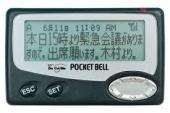 A 6月11日 11:09 AM
本日15時より緊急会議がありま
すので、出席願います。木村より。
POCKET BELL
ESC
SET